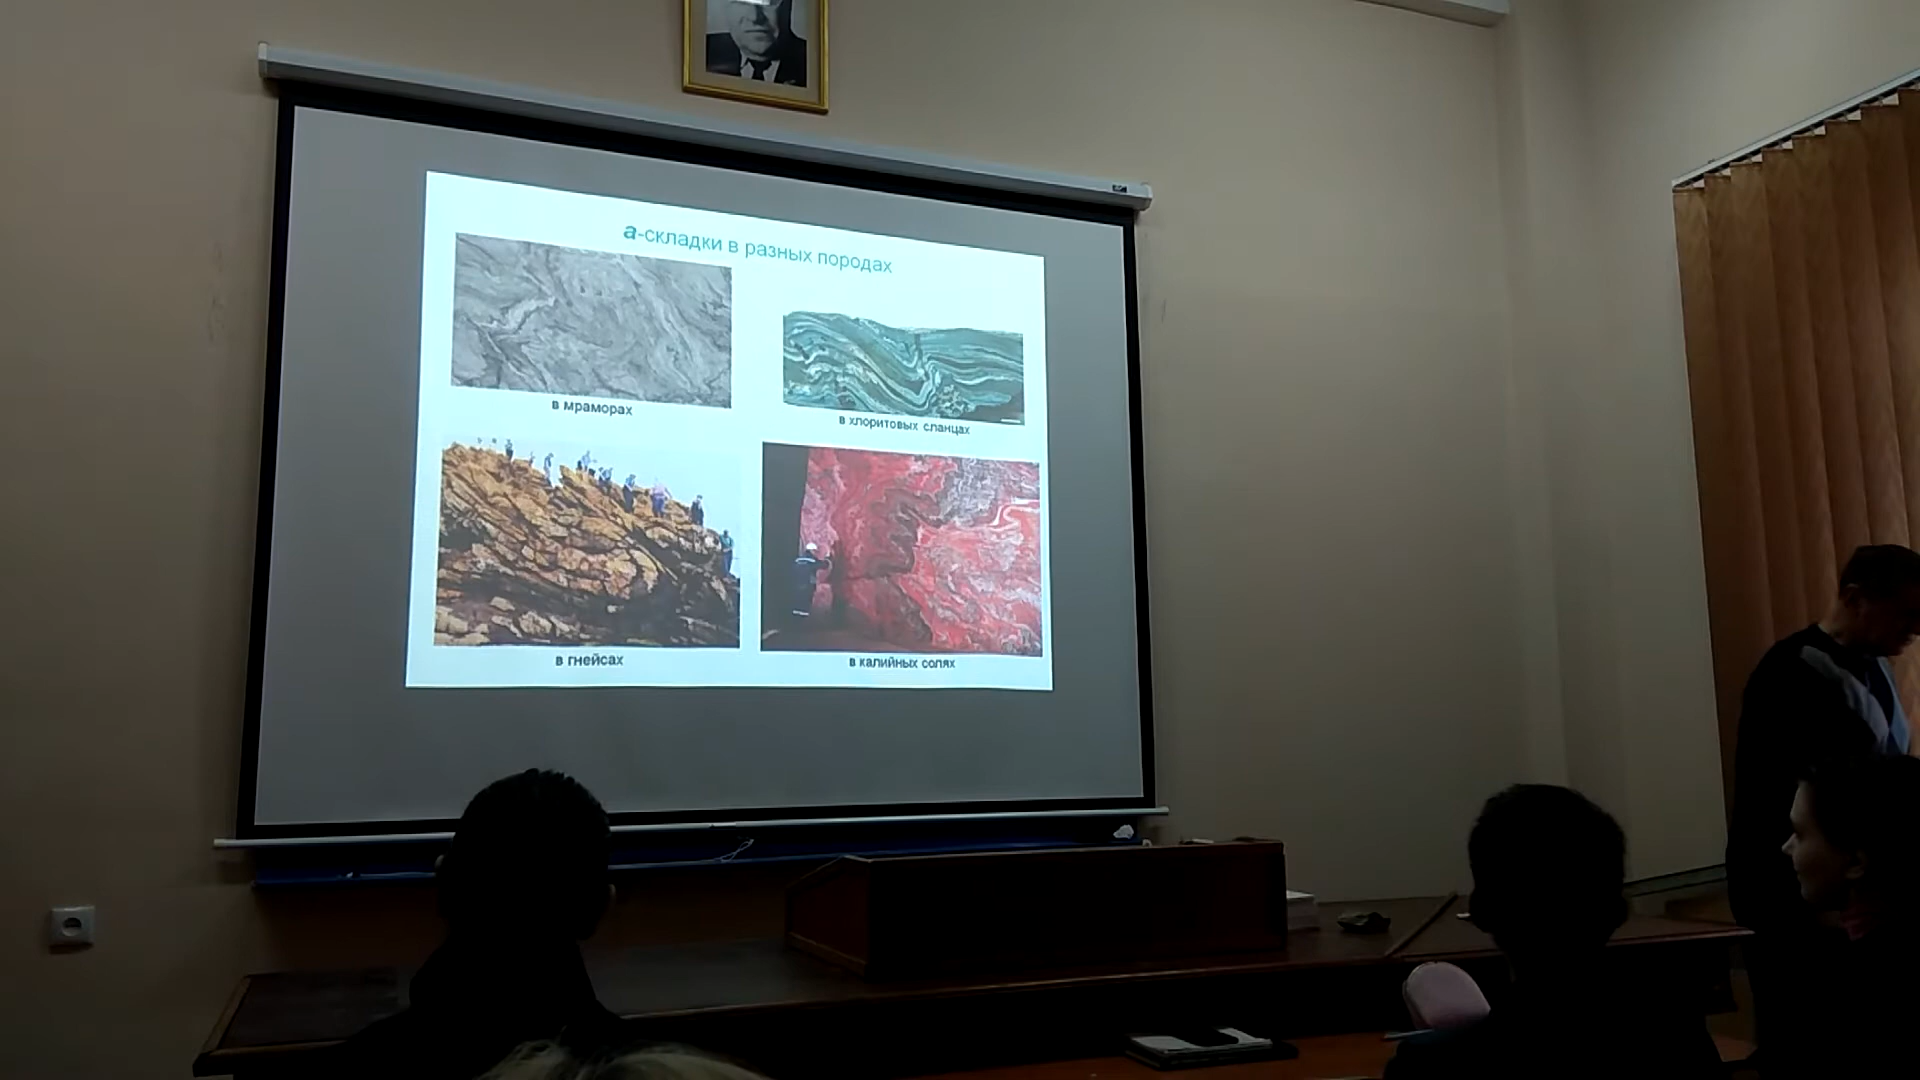 а-складки в разных породах
в мраморах
в хлоритовых сланцах
в гнейсах
в калийных солях